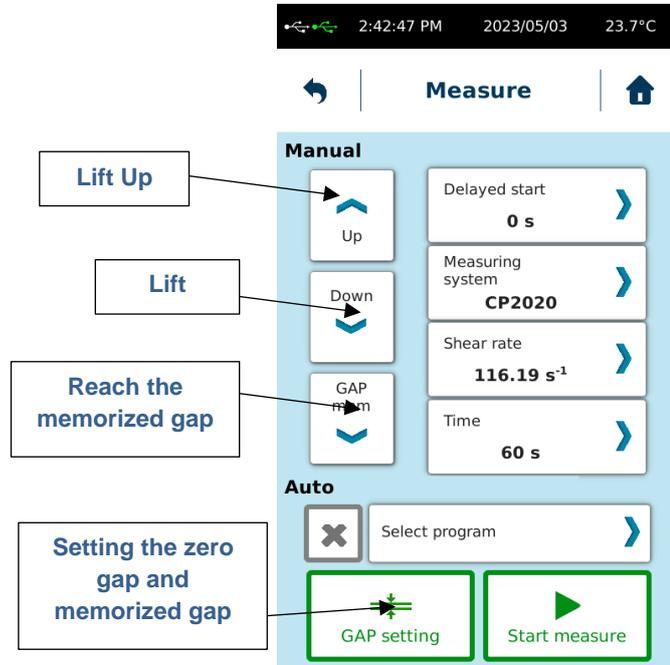 2:42:47 PM 2023/05/03 23.7°C
Measure
Manual
Lift Up
Up
Delayed start
0 s
Lift
Down
Measuring
system
CP2020
Reach the
memorized gap
GAP
mem
Shear rate
116.19 s⁻¹
Time
60 s
Auto
Select program
Setting the zero
gap and
memorized gap
GAP setting
Start measure